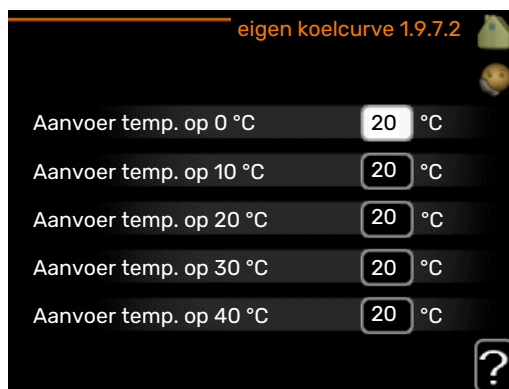 eigen koelcurve 1.9.7.2
Aanvoer temp. op 0 °C 20 °C
Aanvoer temp. op 10 °C 20 °C
Aanvoer temp. op 20 °C 20 °C
Aanvoer temp. op 30 °C 20 °C
Aanvoer temp. op 40 °C 20 °C
?